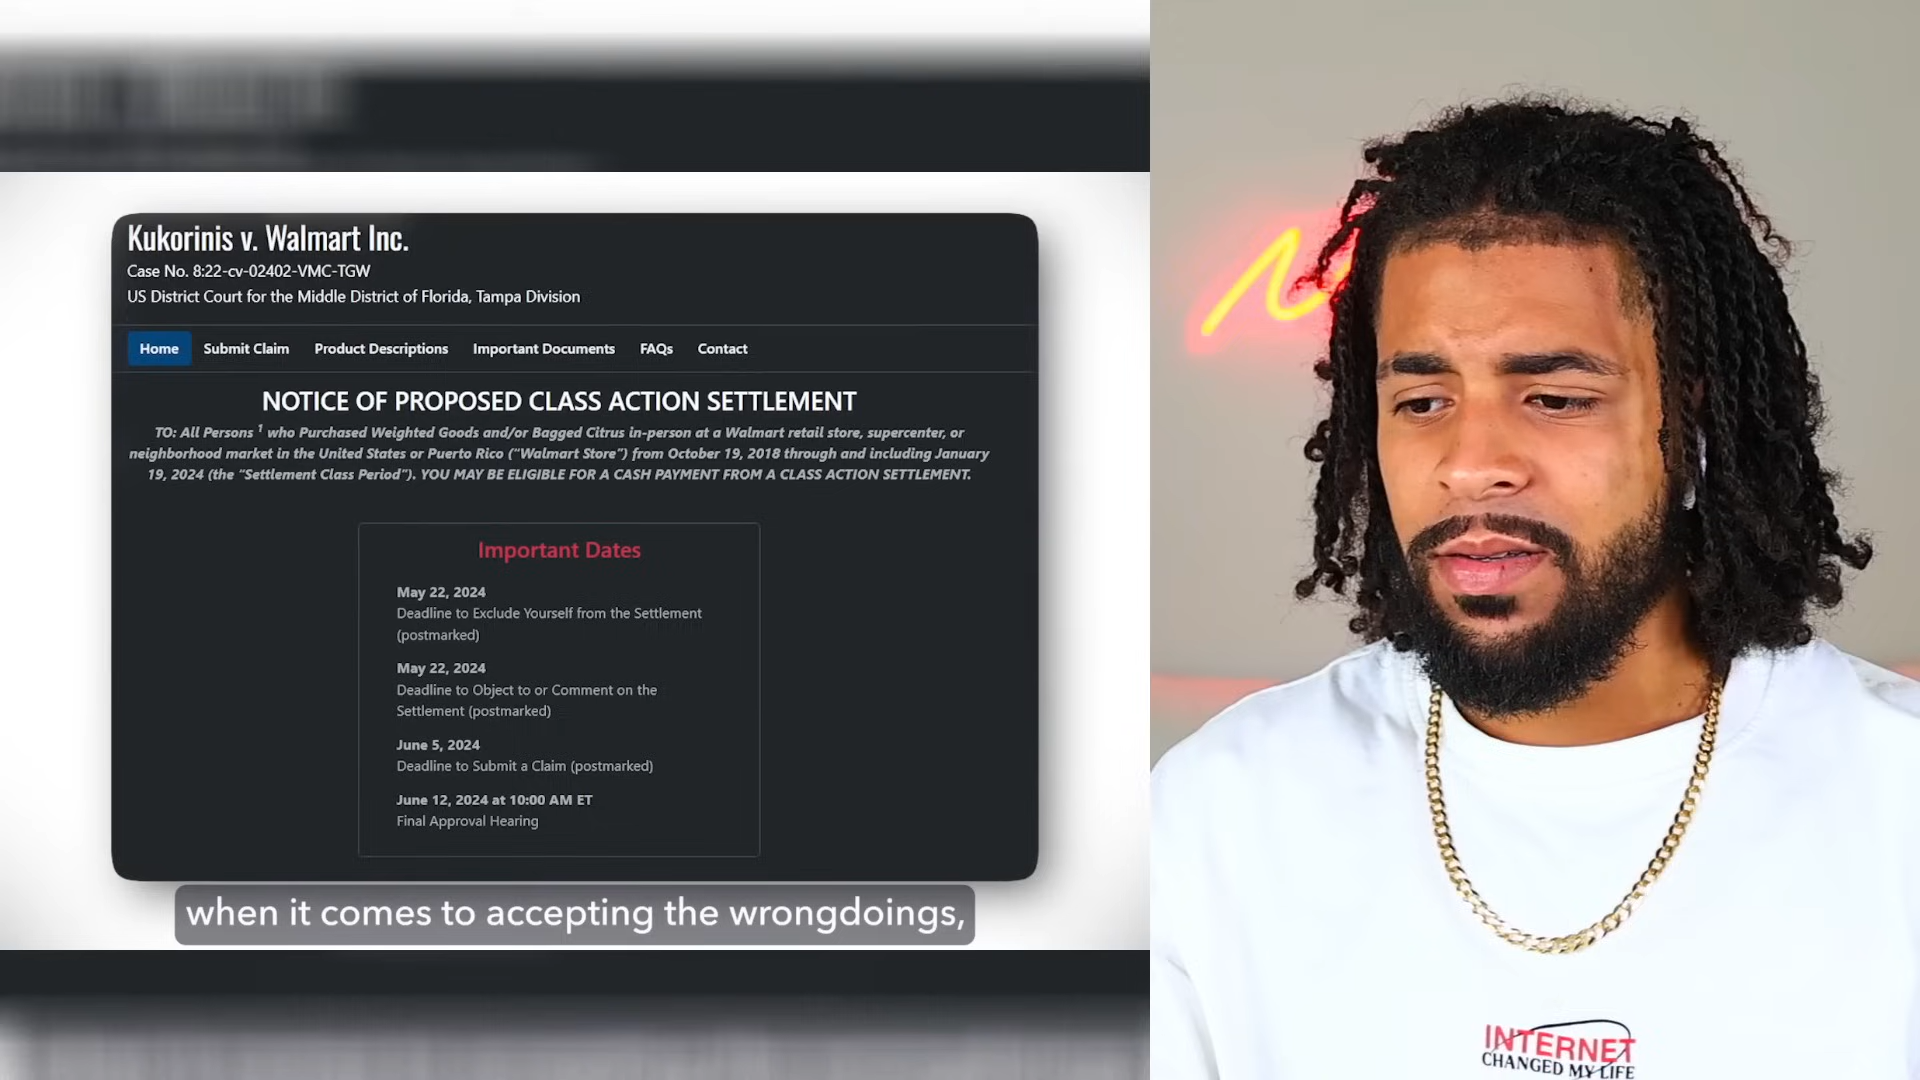 Kukorinis v. Walmart Inc.
Case No. 8:22-cv-02402-VMC-TGW
US District Court for the Middle District of Florida, Tampa Division
Home Submit Claim Product Descriptions Important Documents FAQs Contact
NOTICE OF PROPOSED CLASS ACTION SETTLEMENT
TO: All Persons 1 who Purchased Weighted Goods and/or Bagged Citrus in-person at a Walmart retail store, supercenter, or
neighborhood market in the United States or Puerto Rico ("Walmart Store") from October 19, 2018 through and including January
19, 2024 (the "Settlement Class Period"). YOU MAY BE ELIGIBLE FOR A CASH PAYMENT FROM A CLASS ACTION SETTLEMENT.
Important Dates
May 22, 2024
Deadline to Exclude Yourself from the Settlement
(postmarked)
May 22, 2024
Deadline to Object to or Comment on the
Settlement (postmarked)
June 5, 2024
Deadline to Submit a Claim (postmarked)
June 12, 2024 at 10:00 AM ET
Final Approval Hearing
when it comes to accepting the wrongdoings,
INTERNET
CHANGED MY LIFE